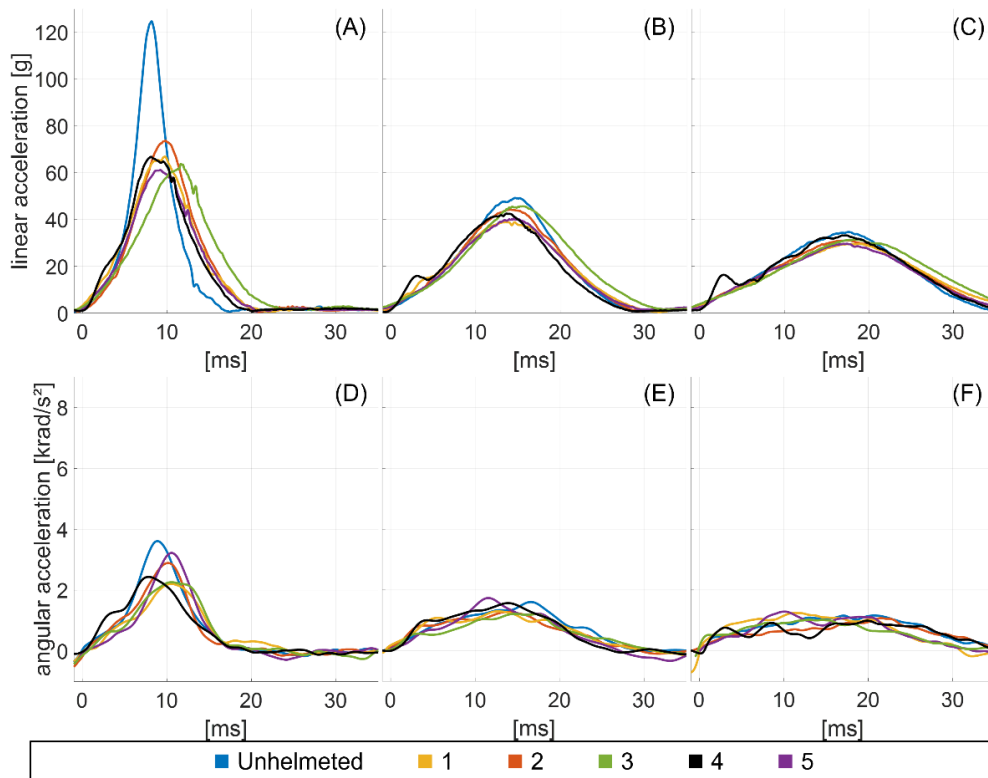 (A) (B) (C)
linear acceleration [g]
120
100
80
60
40
20
0
0 10 20 30 0 10 20 30 0 10 20 30
[ms] [ms] [ms]
(D) (E) (F)
angular acceleration [krad/s²]
8
6
4
2
0
0 10 20 30 0 10 20 30 0 10 20 30
[ms] [ms] [ms]
Unhelmeted 1 2 3 4 5